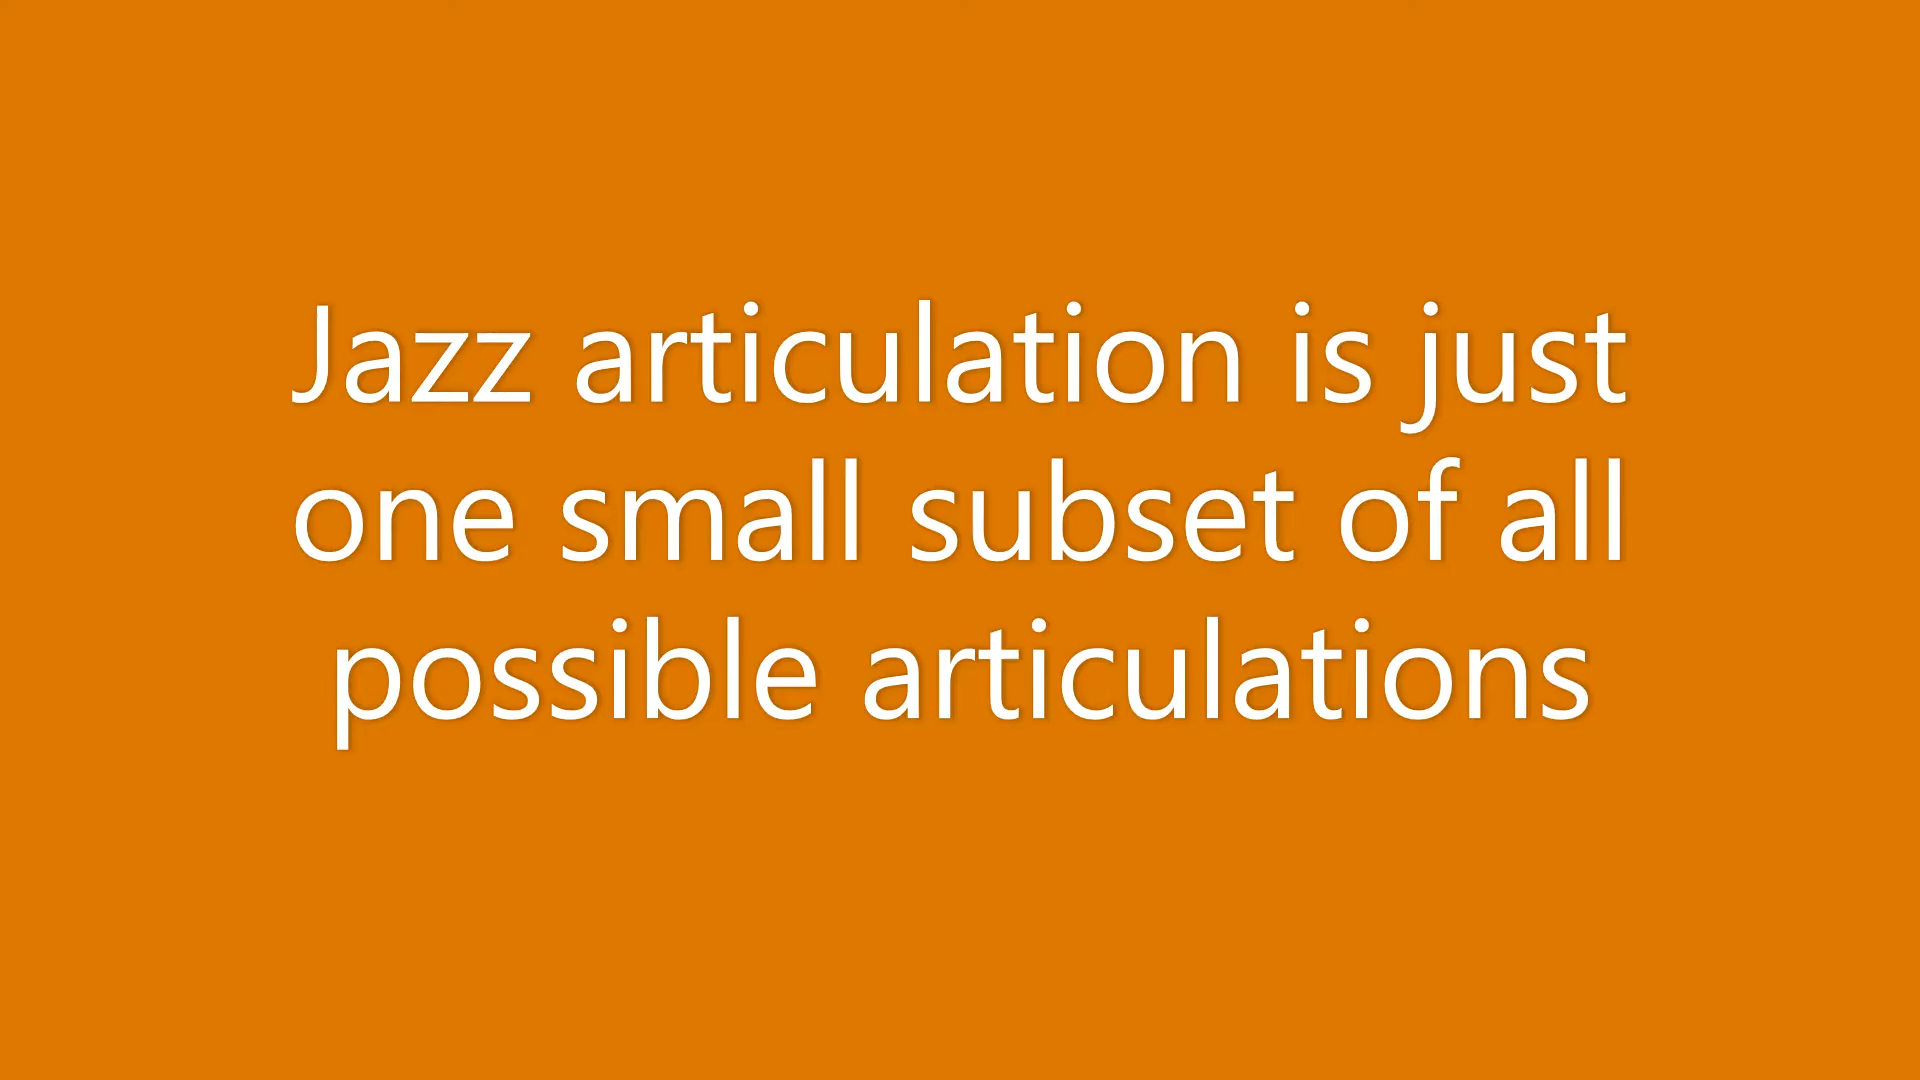 Jazz articulation is just
one small subset of all
possible articulations